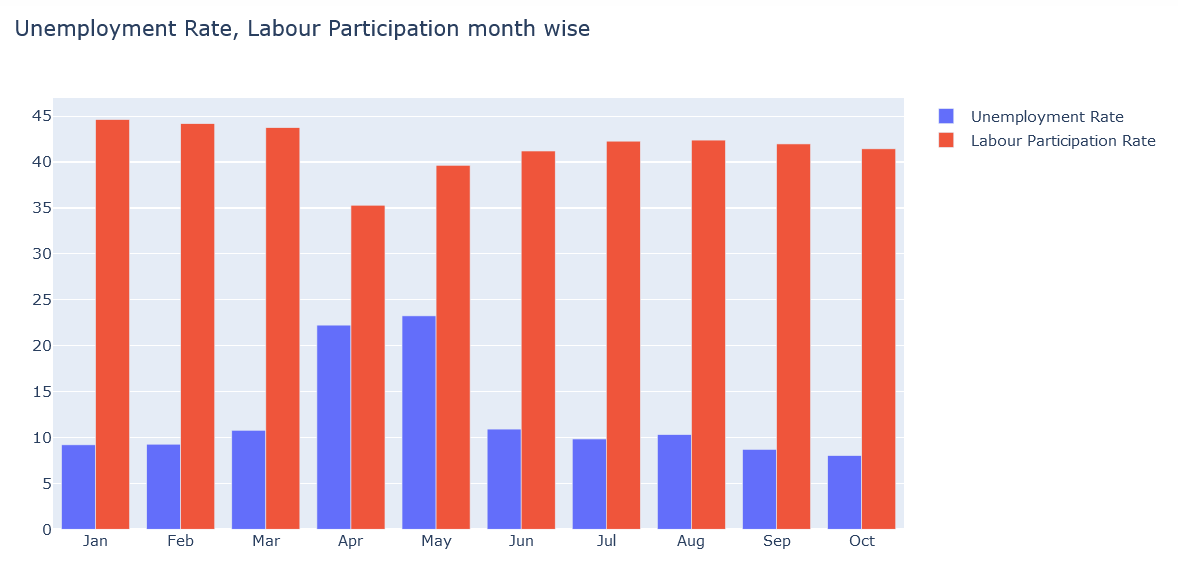 Unemployment Rate, Labour Participation month wise
Unemployment Rate
Labour Participation Rate
45
40
35
30
25
20
15
10
5
0
Jan Feb Mar Apr May Jun Jul Aug Sep Oct